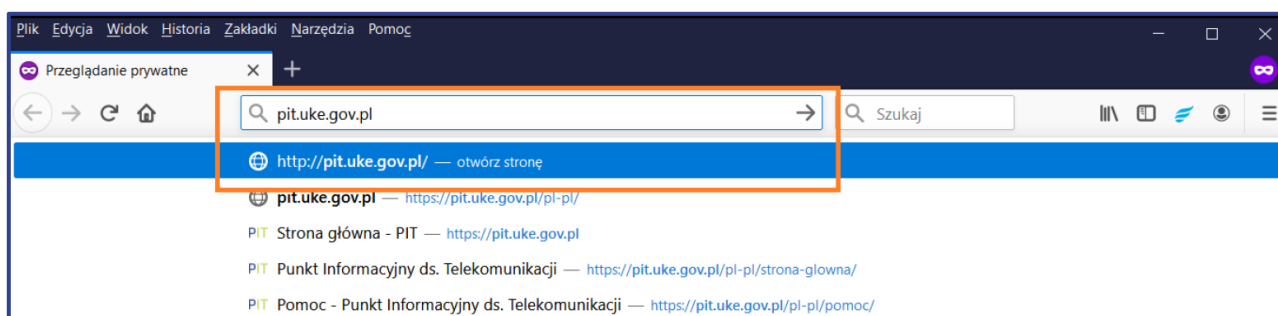 Plik Edycja Widok Historia Zakładki Narzędzia Pomoc
Przeglądanie prywatne
pit.uke.gov.pl
Szukaj
http://pit.uke.gov.pl/ — otwórz stronę
pit.uke.gov.pl — https://pit.uke.gov.pl/pl-pl/
PIT Strona główna - PIT — https://pit.uke.gov.pl
PIT Punkt Informacyjny ds. Telekomunikacji — https://pit.uke.gov.pl/pl-pl/strona-glowna/
PIT Pomoc - Punkt Informacyjny ds. Telekomunikacji — https://pit.uke.gov.pl/pl-pl/pomoc/